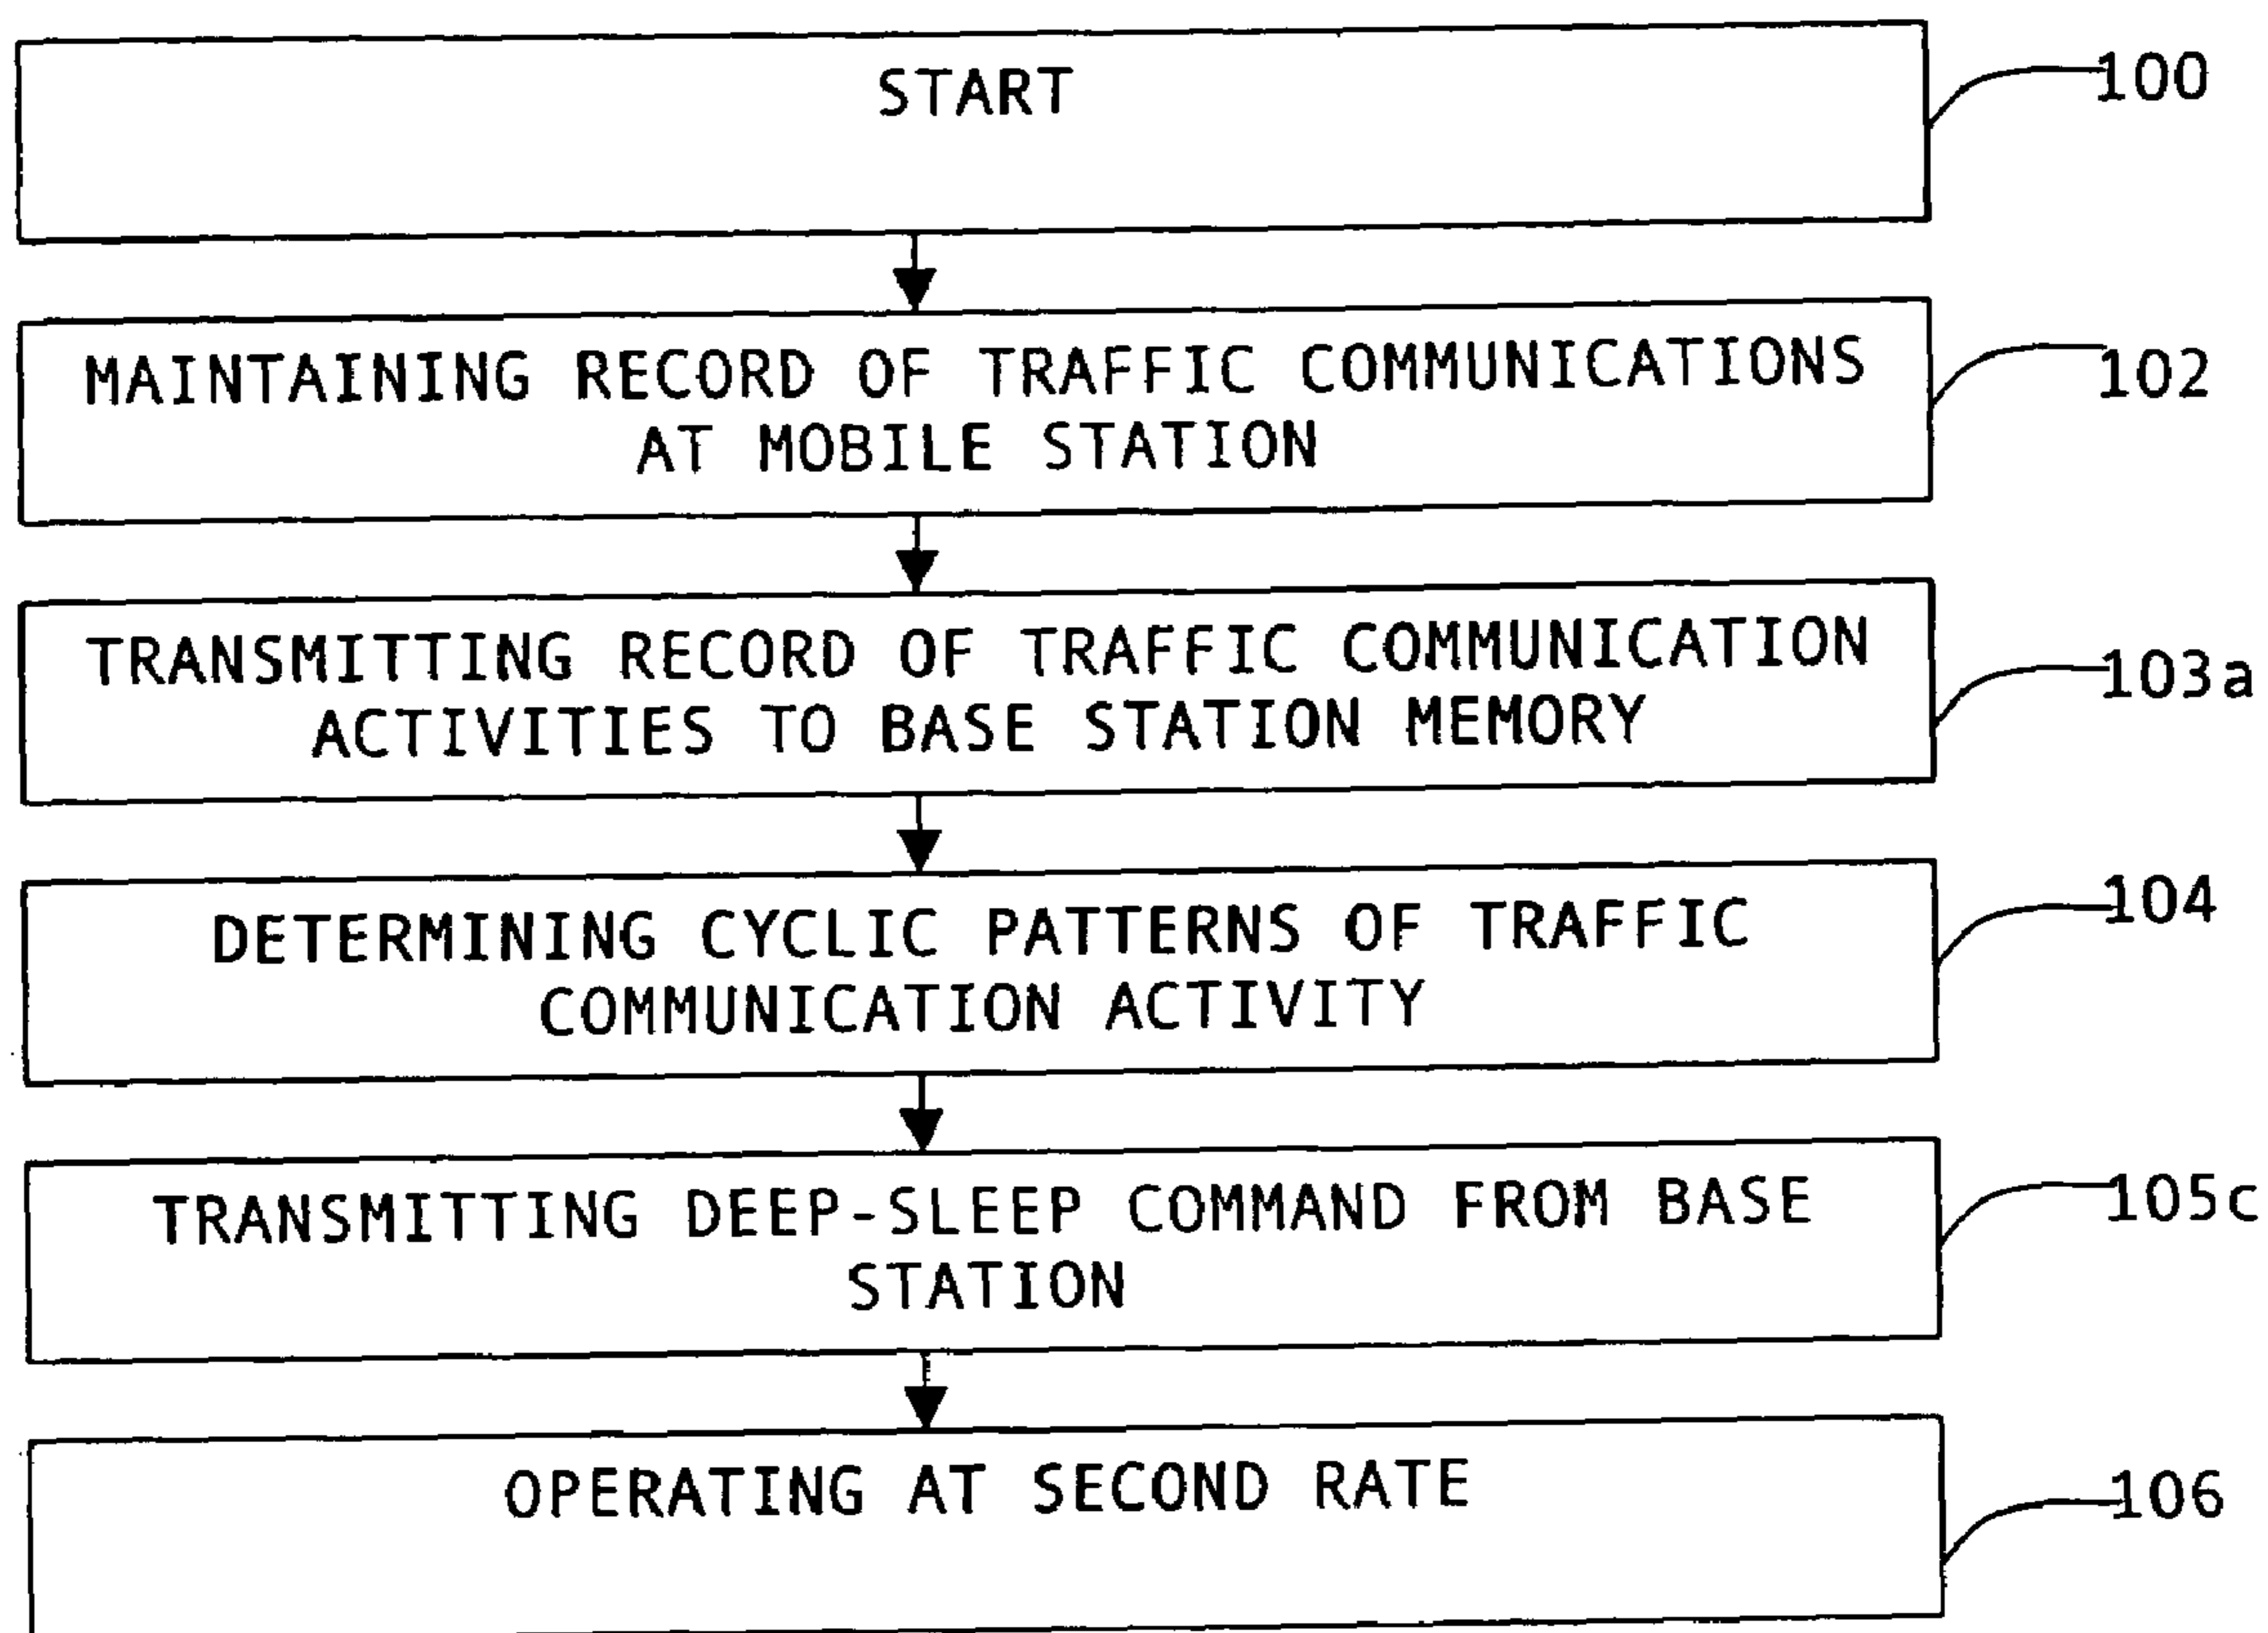 START
100
MAINTAINING RECORD OF TRAFFIC COMMUNICATIONS
AT MOBILE STATION
102
TRANSMITTING RECORD OF TRAFFIC COMMUNICATION
ACTIVITIES TO BASE STATION MEMORY
103a
DETERMINING CYCLIC PATTERNS OF TRAFFIC
COMMUNICATION ACTIVITY
104
TRANSMITTING DEEP-SLEEP COMMAND FROM BASE
STATION
105c
OPERATING AT SECOND RATE
106